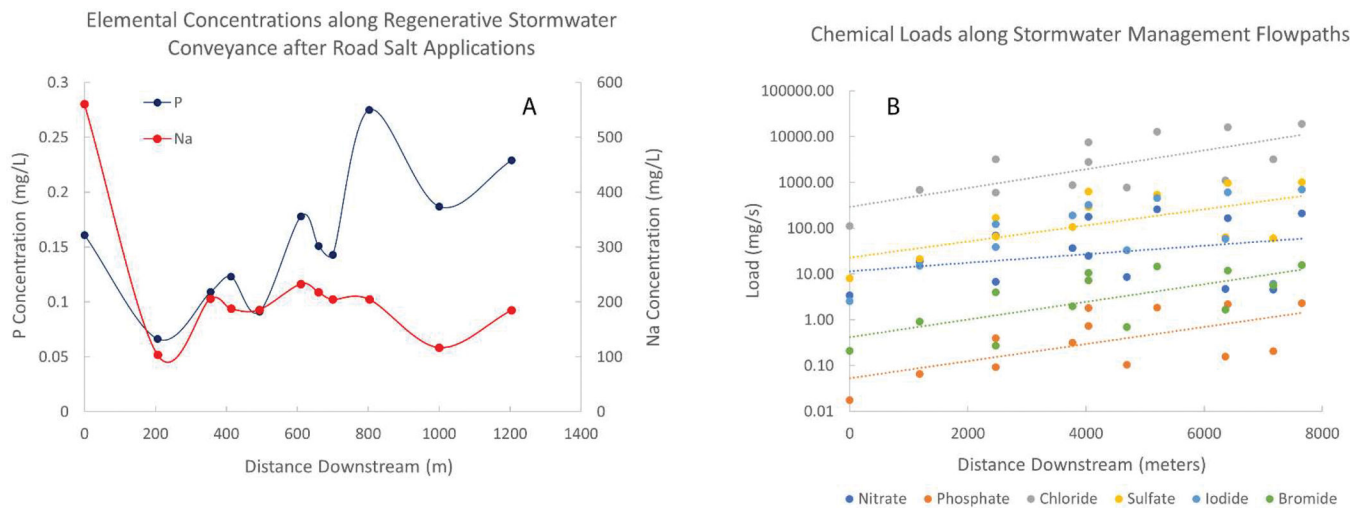 Elemental Concentrations along Regenerative Stormwater
Conveyance after Road Salt Applications
A
P
Na
P Concentration (mg/L)
0.3
0.25
0.2
0.15
0.1
0.05
0
Na Concentration (mg/L)
600
500
400
300
200
100
0
0 200 400 600 800 1000 1200 1400
Distance Downstream (m)
Chemical Loads along Stormwater Management Flowpaths
B
Load (mg/s)
100000.00
10000.00
1000.00
100.00
10.00
1.00
0.10
0.01
0 2000 4000 6000 8000
Distance Downstream (meters)
Nitrate Phosphate Chloride Sulfate Iodide Bromide